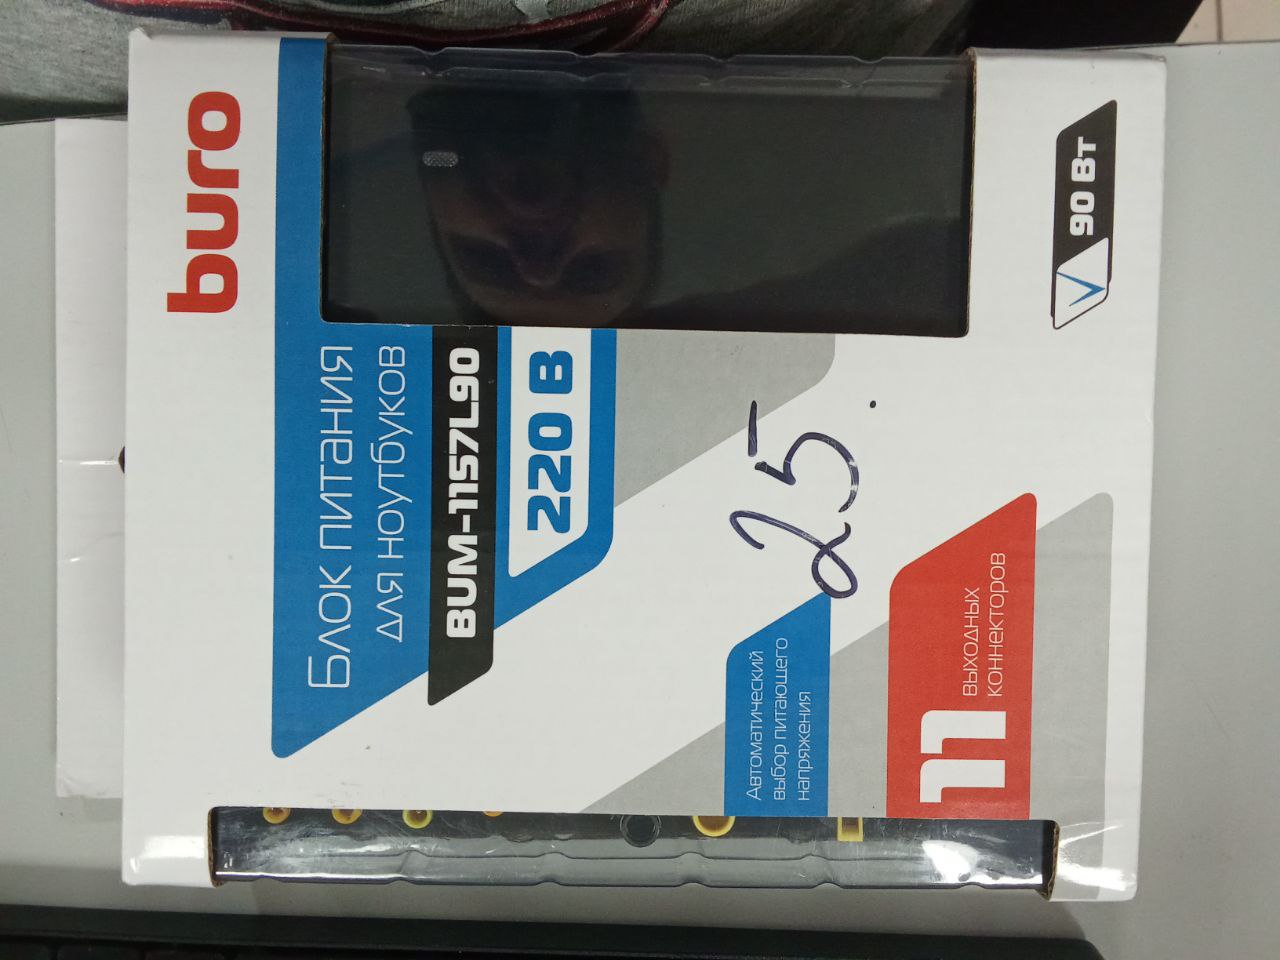 buro
Блок питания
для ноутбуков
BUM-1157L90
220 В
25.
Автоматический
выбор питающего
напряжения
11
выходных
коннекторов
90 Вт